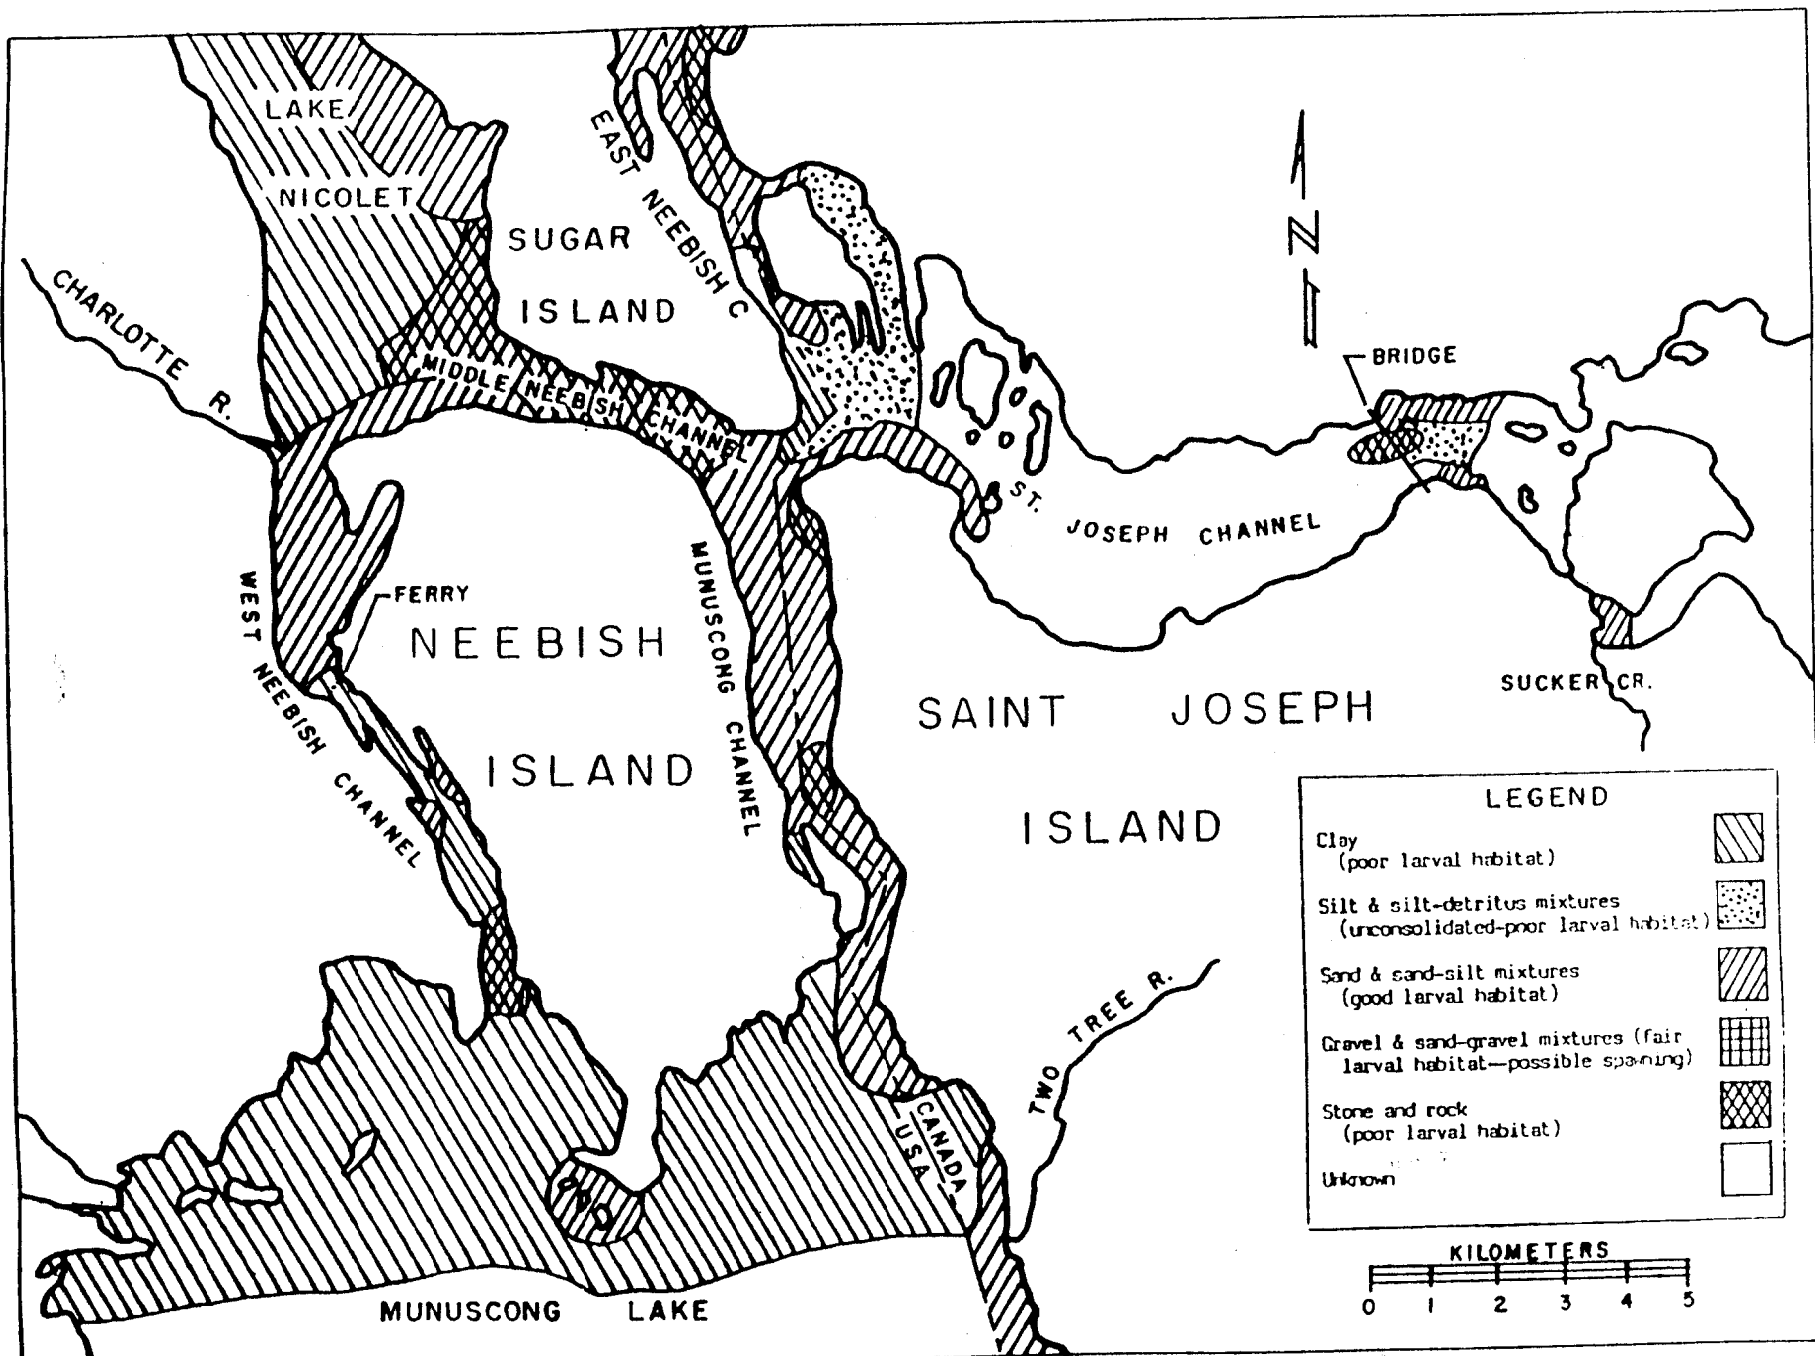 LAKE
NICOLET
EAST NEEBISH C
SUGAR
ISLAND
CHARLOTTE R.
MIDDLE NEEBISH CHANNEL
N
BRIDGE
ST. JOSEPH CHANNEL
WEST NEEBISH CHANNEL
FERRY
NEEBISH
ISLAND
MUNUSCONG CHANNEL
SAINT JOSEPH
ISLAND
SUCKER CR.
TWO TREE R.
CANADA
USA
MUNUSCONG LAKE
LEGEND
Clay
(poor larval habitat)
Silt & silt-detritus mixtures
(unconsolidated-poor larval habitat)
Sand & sand-silt mixtures
(good larval habitat)
Gravel & sand-gravel mixtures (fair
larval habitat—possible spawning)
Stone and rock
(poor larval habitat)
Unknown
KILOMETERS
0 1 2 3 4 5